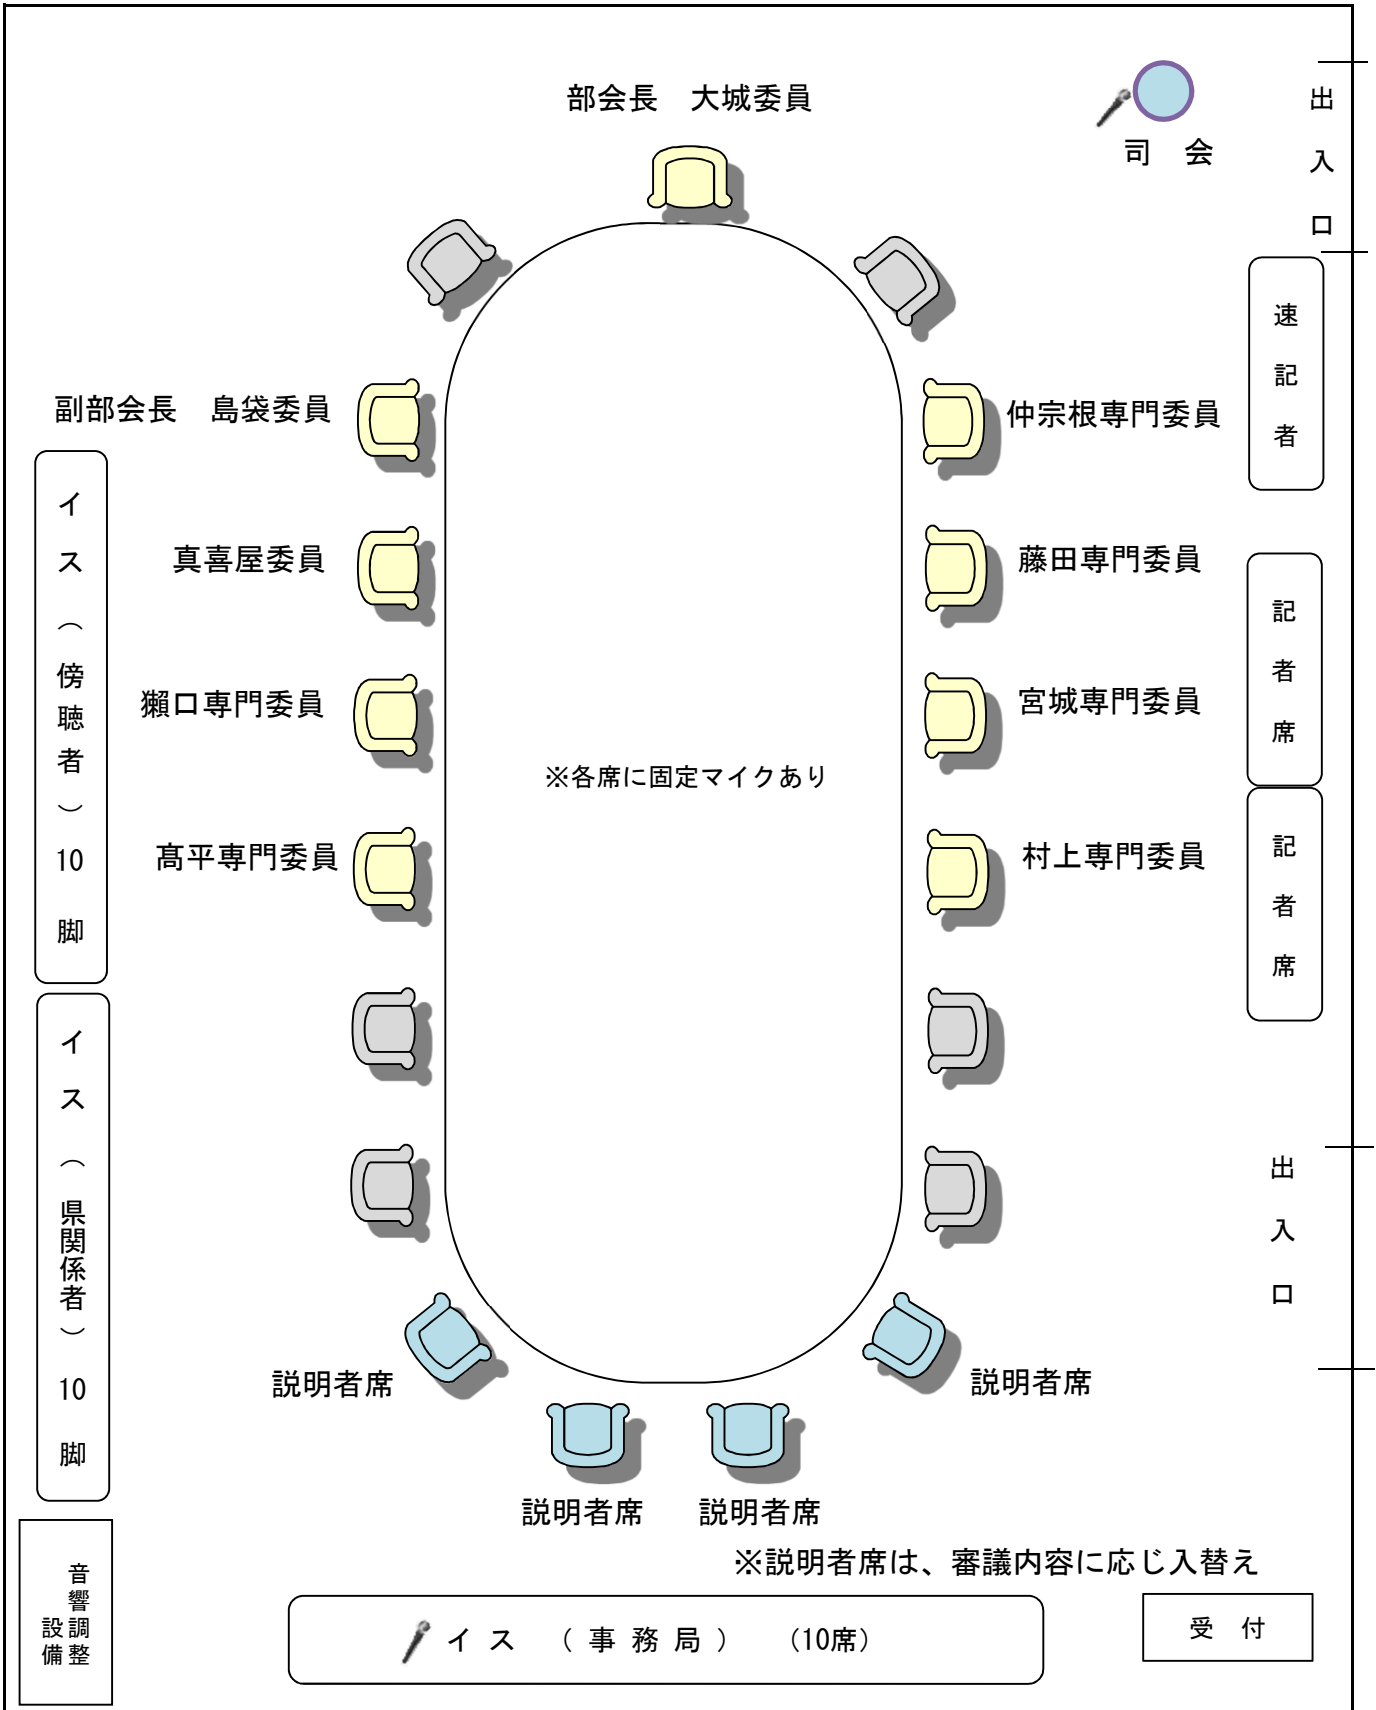 部会長　大城委員
司　会
出入口
速記者
副部会長　島袋委員
仲宗根専門委員
イス（傍聴者）10脚
真喜屋委員
藤田専門委員
記者席
獺口専門委員
宮城専門委員
※各席に固定マイクあり
記者席
髙平専門委員
村上専門委員
イス（県関係者）10脚
出入口
説明者席
説明者席
説明者席
説明者席
※説明者席は、審議内容に応じ入替え
音響調整
設備
イス　（事務局）　（10席）
受　付